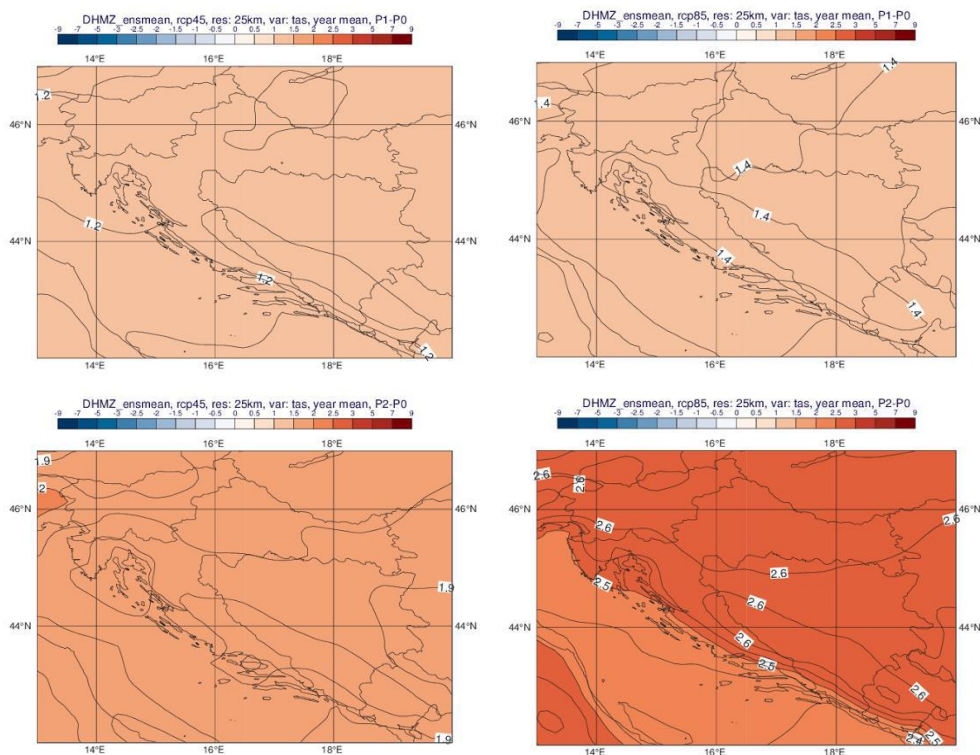 DHMZ_ensmean, rcp45, res: 25km, var: tas, year mean, P1-P0
-9 -7 -5 -3 -2.5 -2 -1.5 -1 -0.5 0 0.5 1 1.5 2 2.5 3 5 7 9
14°E 16°E 18°E
1.2
46°N
1.2
44°N
1.2
1.2
14°E 16°E 18°E
DHMZ_ensmean, rcp85, res: 25km, var: tas, year mean, P1-P0
-9 -7 -5 -3 -2.5 -2 -1.5 -1 -0.5 0 0.5 1 1.5 2 2.5 3 5 7 9
14°E 16°E 18°E
1.4
1.4
46°N
1.4
1.4
44°N
1.4
1.4
14°E 16°E 18°E
DHMZ_ensmean, rcp45, res: 25km, var: tas, year mean, P2-P0
-9 -7 -5 -3 -2.5 -2 -1.5 -1 -0.5 0 0.5 1 1.5 2 2.5 3 5 7 9
14°E 16°E 18°E
1.9
2
46°N
1.9
44°N
1.9
14°E 16°E 18°E
DHMZ_ensmean, rcp85, res: 25km, var: tas, year mean, P2-P0
-9 -7 -5 -3 -2.5 -2 -1.5 -1 -0.5 0 0.5 1 1.5 2 2.5 3 5 7 9
14°E 16°E 18°E
2.6
2.6
2.6
46°N
2.6
2.6
2.6
2.5
2.6
44°N
2.6
2.5
2.6
2.4
2.5
14°E 16°E 18°E